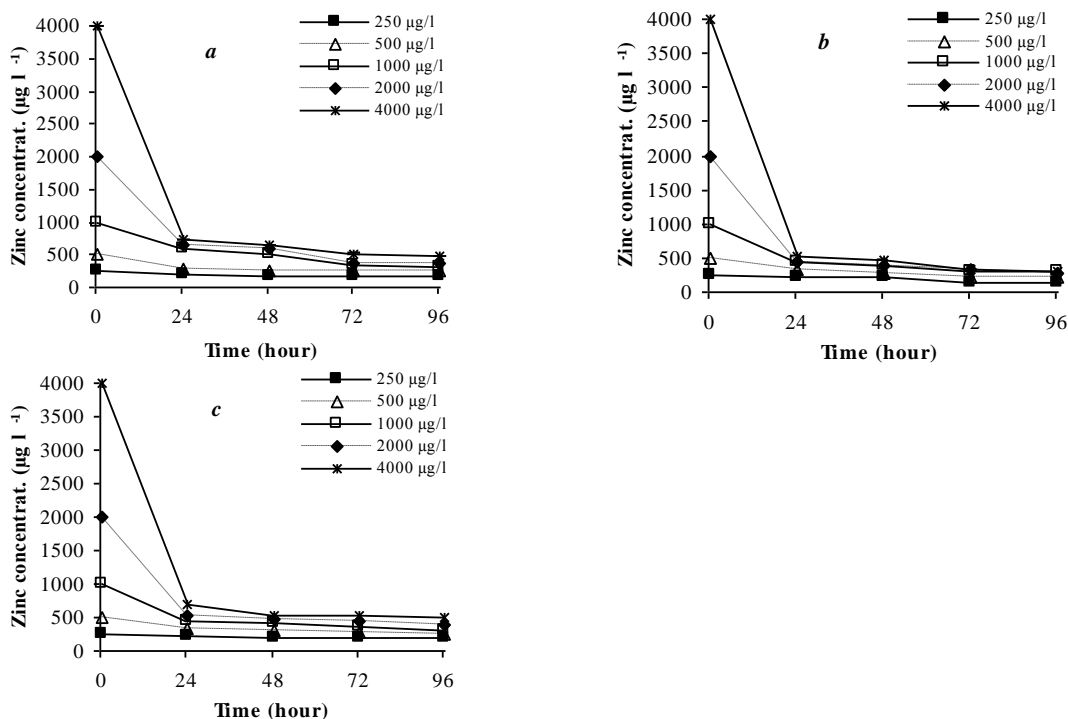 a
250 µg/l
500 µg/l
1000 µg/l
2000 µg/l
4000 µg/l
Zinc concentrat. (µg l -1)
4000
3500
3000
2500
2000
1500
1000
500
0
0 24 48 72 96
Time (hour)
b
250 µg/l
500 µg/l
1000 µg/l
2000 µg/l
4000 µg/l
Zinc concentrat. (µg l -1)
4000
3500
3000
2500
2000
1500
1000
500
0
0 24 48 72 96
Time (hour)
c
250 µg/l
500 µg/l
1000 µg/l
2000 µg/l
4000 µg/l
Zinc concentrat. (µg l -1)
4000
3500
3000
2500
2000
1500
1000
500
0
0 24 48 72 96
Time (hour)